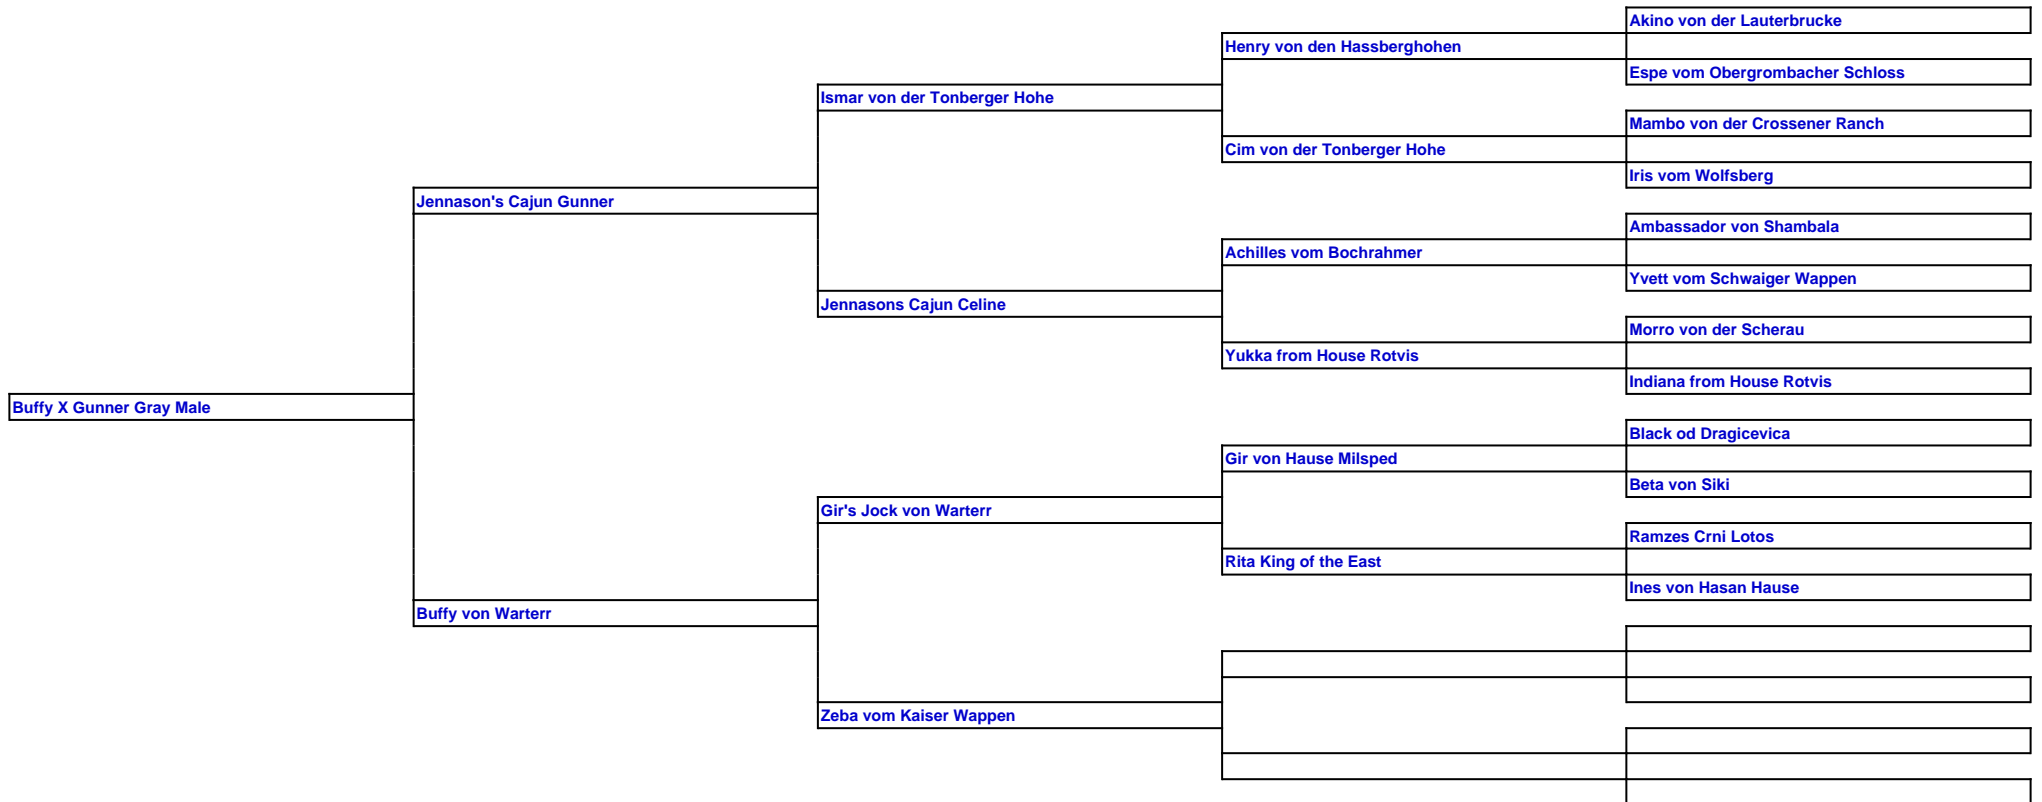 Akino von der Lauterbrucke
Henry von den Hassberghohen
Espe vom Obergrombacher Schloss
Ismar von der Tonberger Hohe
Mambo von der Crossener Ranch
Cim von der Tonberger Hohe
Iris vom Wolfsberg
Jennason's Cajun Gunner
Ambassador von Shambala
Achilles vom Bochrahmer
Yvett vom Schwaiger Wappen
Jennasons Cajun Celine
Morro von der Scherau
Yukka from House Rotvis
Indiana from House Rotvis
Buffy X Gunner Gray Male
Black od Dragicevica
Gir von Hause Milsped
Beta von Siki
Gir's Jock von Warterr
Ramzes Crni Lotos
Rita King of the East
Ines von Hasan Hause
Buffy von Warterr
Zeba vom Kaiser Wappen